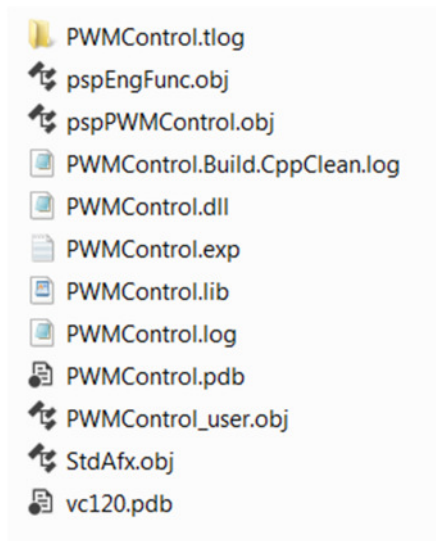 PWMControl.tlog
pspEngFunc.obj
pspPWMControl.obj
PWMControl.Build.CppClean.log
PWMControl.dll
PWMControl.exp
PWMControl.lib
PWMControl.log
PWMControl.pdb
PWMControl_user.obj
StdAfx.obj
vc120.pdb